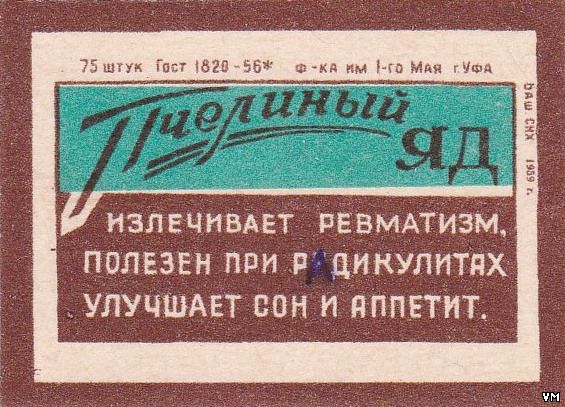 75 штук Гост 1820-56* Ф-ка им 1-го Мая г. Уфа
Баш СНХ 1959 г.
Пчелиный
яд
ИЗЛЕЧИВАЕТ РЕВМАТИЗМ,
ПОЛЕЗЕН ПРИ РАДИКУЛИТАХ
УЛУЧШАЕТ СОН И АППЕТИТ.
VM